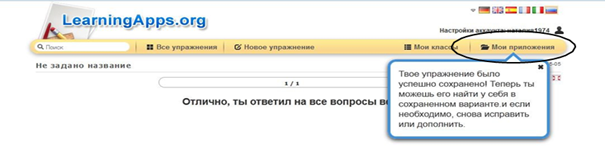 LearningApps.org
Настройки аккаунта: наталия1974
Поиск
Все упражнения
Новое упражнение
Мои классы
Мои приложения
Не задано название
1 / 1
Отлично, ты ответил на все вопросы
Твое упражнение было
успешно сохранено! Теперь ты
можешь его найти у себя в
сохраненном варианте.и если
необходимо, снова исправить
или дополнить.